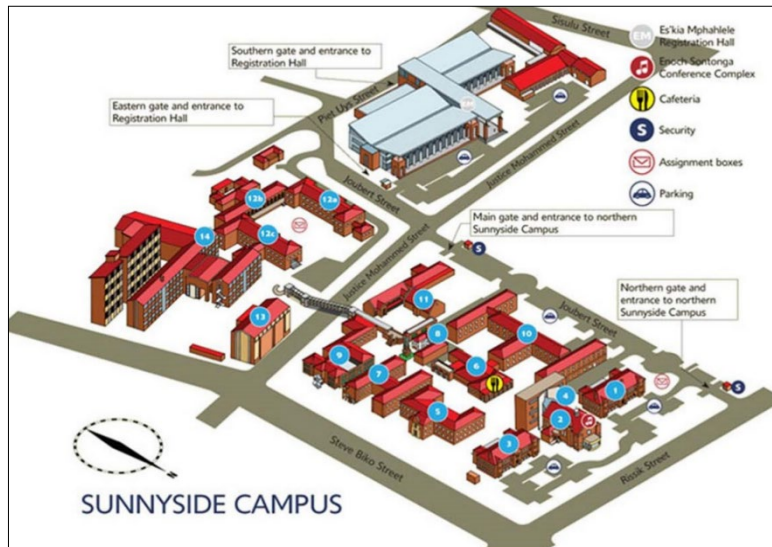 Sisulu Street
Southern gate and entrance to
Registration Hall
EM
Es'kia Mphahlele
Registration Hall
Enoch Sontonga
Conference Complex
Cafeteria
S
Security
Assignment boxes
Parking
Eastern gate and entrance to
Registration Hall
Piet Uys Street
EM
Justice Mohammed Street
Joubert Street
12b
12a
12c
14
Main gate and entrance to northern
Sunnyside Campus
S
Justice Mohammed Street
Northern gate and
entrance to northern
Sunnyside Campus
11
13
Joubert Street
8
10
9
7
6
5
4
1
2
3
S
Steve Biko Street
Rissik Street
N
SUNNYSIDE CAMPUS